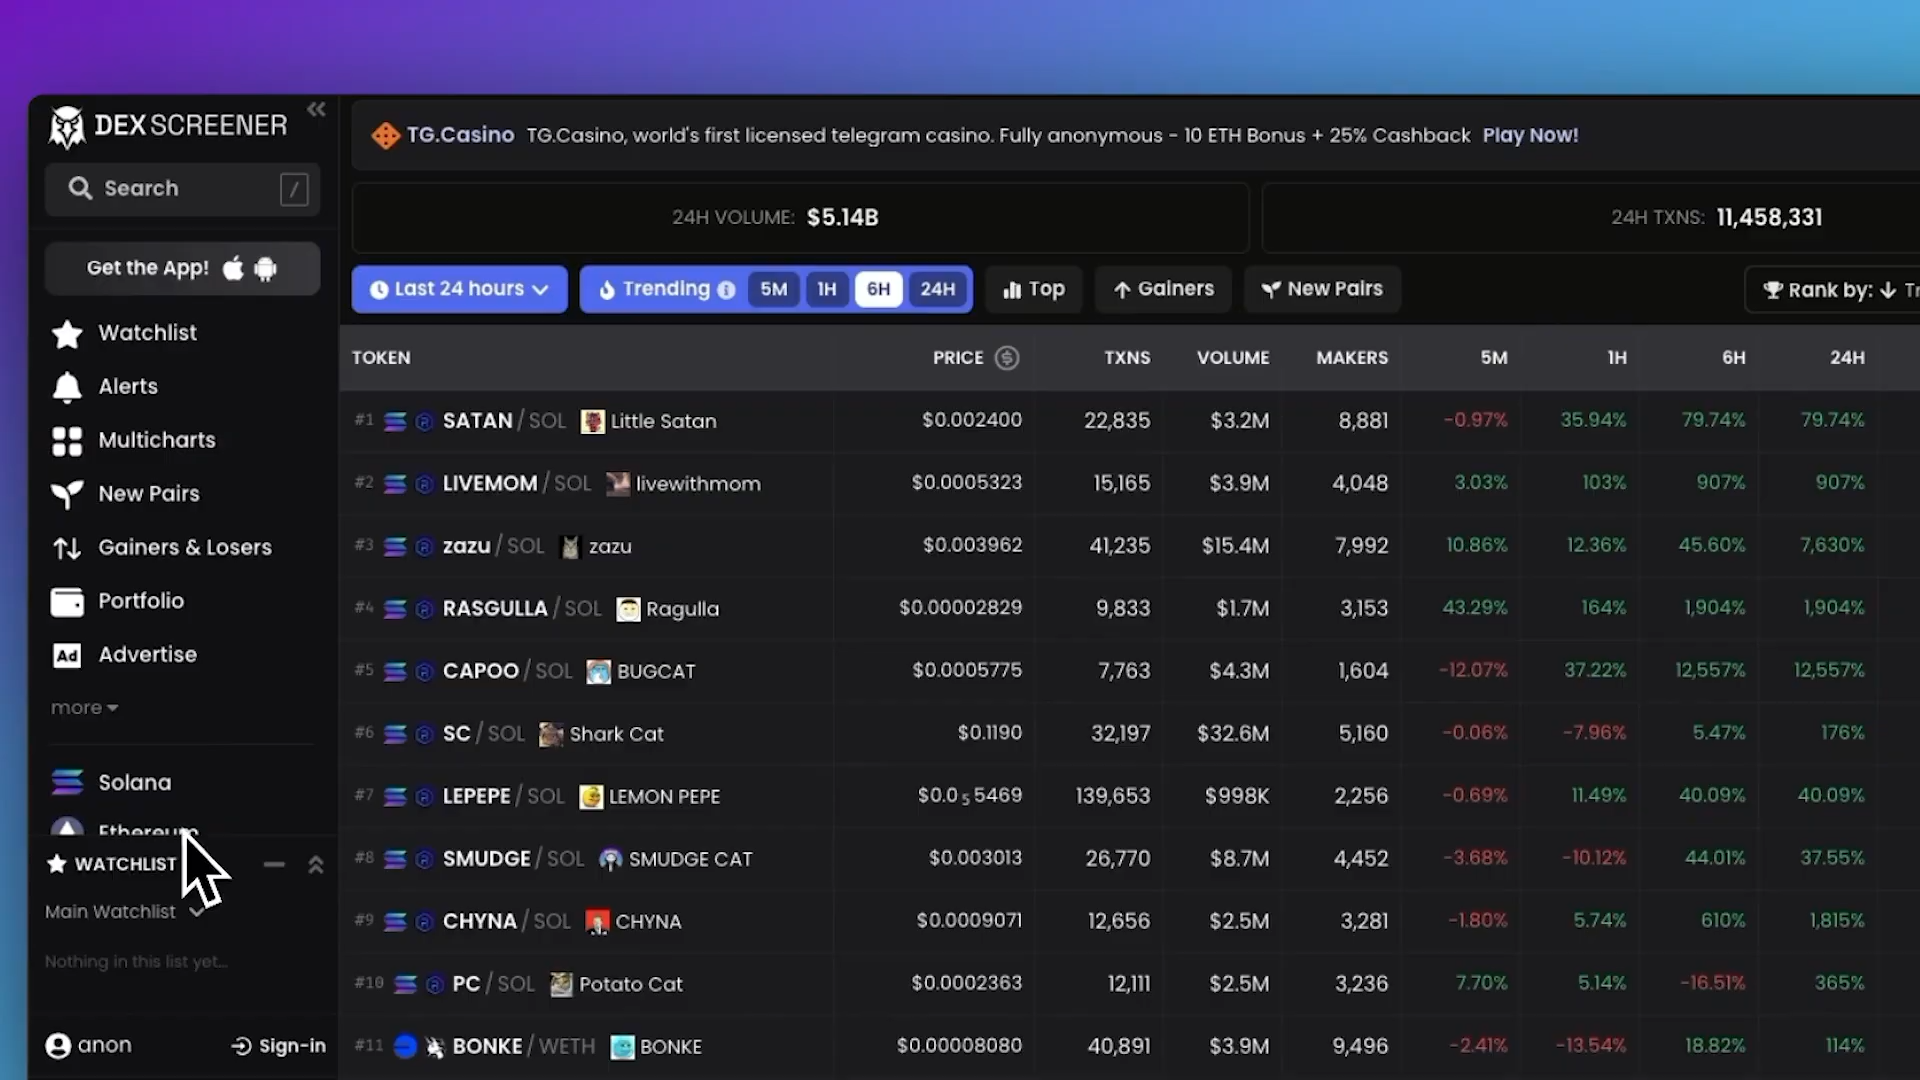 DEX SCREENER
Search /
Get the App!
Watchlist
Alerts
Multicharts
New Pairs
Gainers & Losers
Portfolio
Ad Advertise
more
Solana
Ethereum
WATCHLIST
Main Watchlist
Nothing in this list yet...
anon Sign-in
TG.Casino TG.Casino, world's first licensed telegram casino. Fully anonymous - 10 ETH Bonus + 25% Cashback Play Now!
24H VOLUME: $5.14B 24H TXNS: 11,458,331
Last 24 hours Trending 5M 1H 6H 24H Top Gainers New Pairs Rank by: Tr
TOKEN PRICE TXNS VOLUME MAKERS 5M 1H 6H 24H
#1 SATAN/SOL Little Satan $0.002400 22,835 $3.2M 8,881 -0.97% 35.94% 79.74% 79.74%
#2 LIVEMOM/SOL livewithmom $0.0005323 15,165 $3.9M 4,048 3.03% 103% 907% 907%
#3 zazu/SOL zazu $0.003962 41,235 $15.4M 7,992 10.86% 12.36% 45.60% 7,630%
#4 RASGULLA/SOL Ragulla $0.00002829 9,833 $1.7M 3,153 43.29% 164% 1,904% 1,904%
#5 CAPOO/SOL BUGCAT $0.0005775 7,763 $4.3M 1,604 -12.07% 37.22% 12,557% 12,557%
#6 SC/SOL Shark Cat $0.1190 32,197 $32.6M 5,160 -0.06% -7.96% 5.47% 176%
#7 LEPEPE/SOL LEMON PEPE $0.0₅5469 139,653 $998K 2,256 -0.69% 11.49% 40.09% 40.09%
#8 SMUDGE/SOL SMUDGE CAT $0.003013 26,770 $8.7M 4,452 -3.68% -10.12% 44.01% 37.55%
#9 CHYNA/SOL CHYNA $0.0009071 12,656 $2.5M 3,281 -1.80% 5.74% 610% 1,815%
#10 PC/SOL Potato Cat $0.0002363 12,111 $2.5M 3,236 7.70% 5.14% -16.51% 365%
#11 BONKE/WETH BONKE $0.00008080 40,891 $3.9M 9,496 -2.41% -13.54% 18.82% 114%